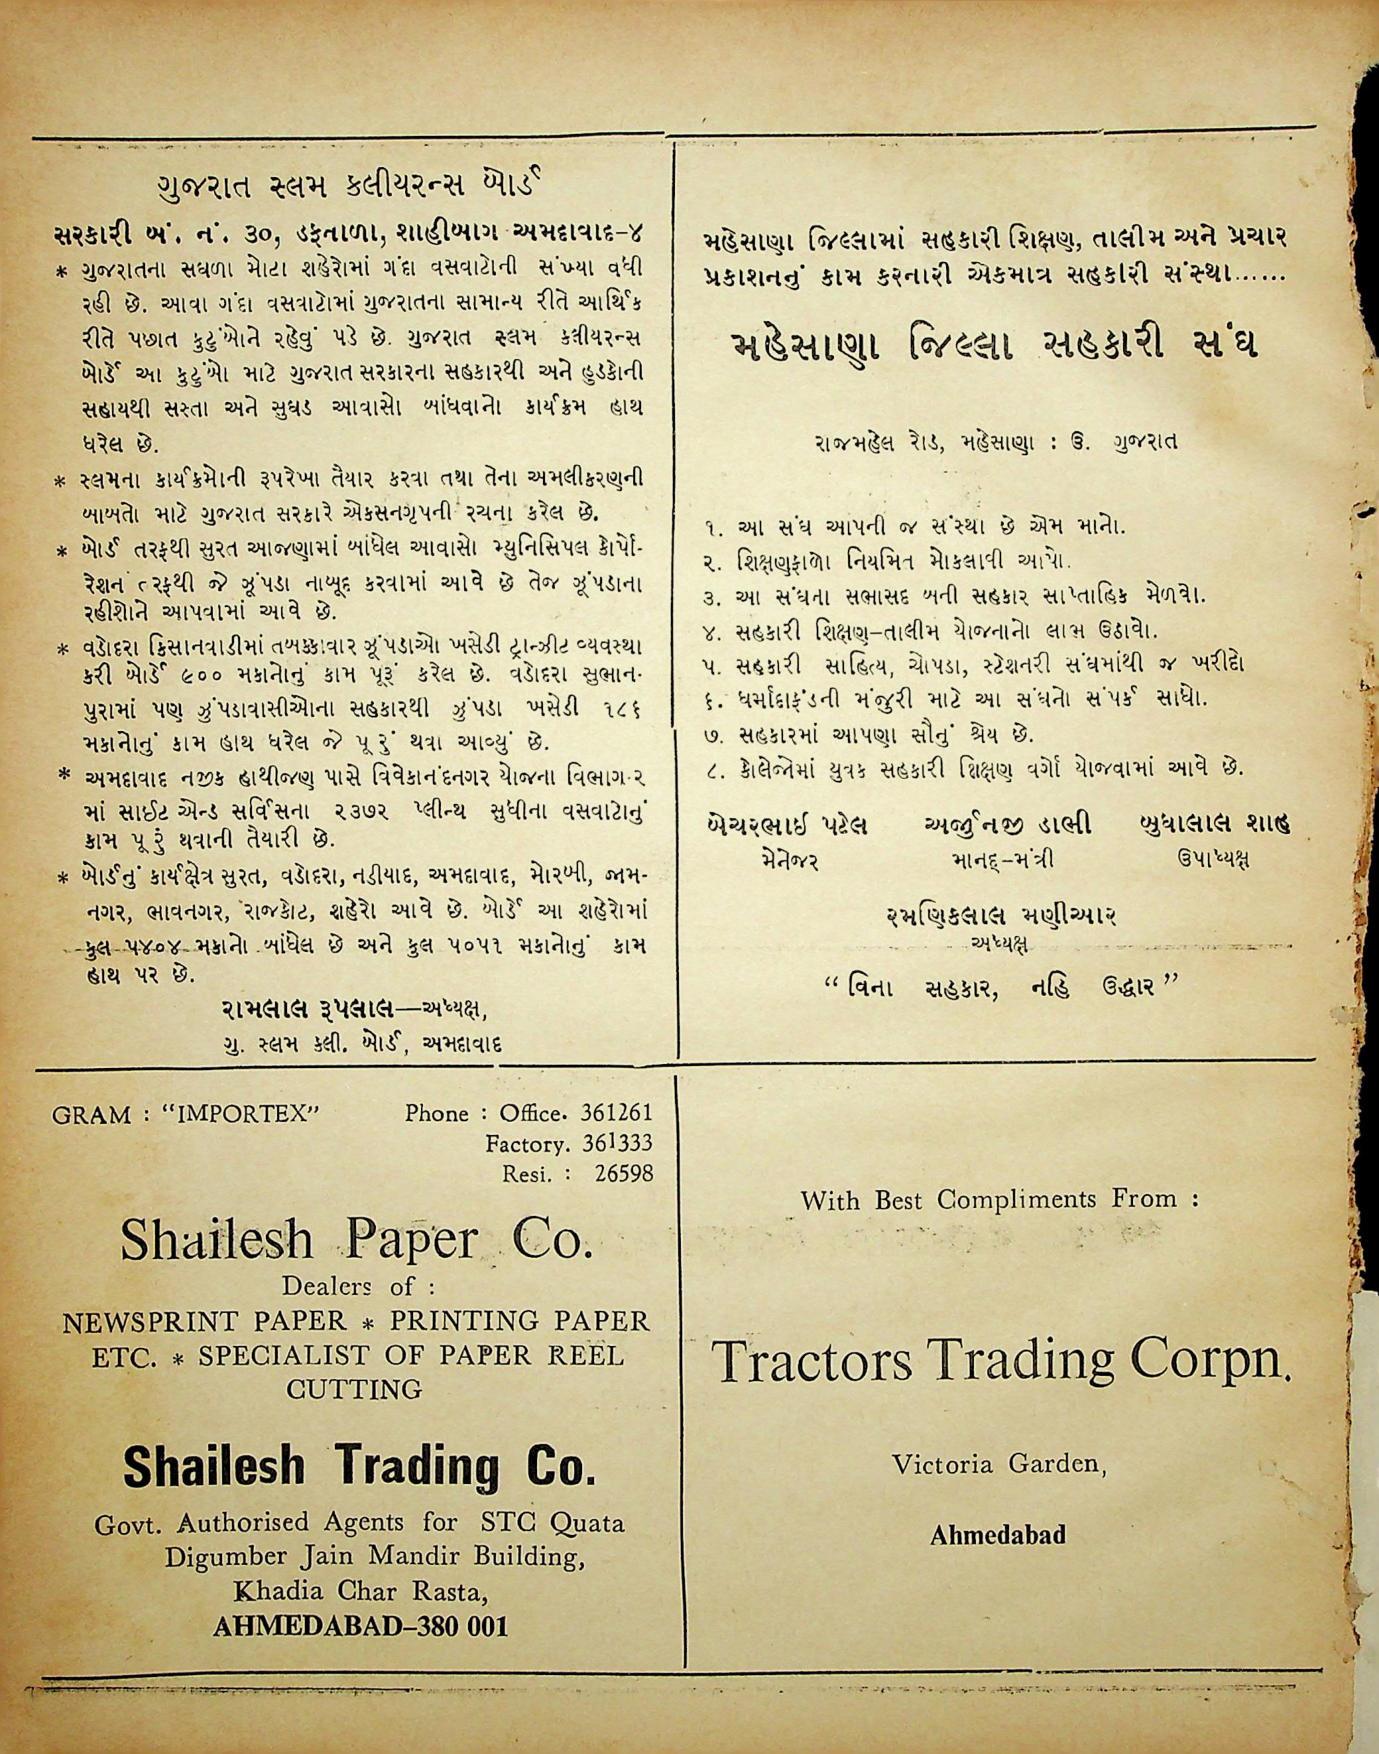 ગુજરાત સ્લમ કલીયરન્સ બોર્ડ
સરકારી બં. નં. ૩૦, ડફનાળા, શાહીબાગ અમદાવાદ-૪
* ગુજરાતના સઘળા મોટા શહેરોમાં ગંદા વસવાટોની સંખ્યા વધી
રહી છે. આવા ગંદા વસવાટોમાં ગુજરાતના સામાન્ય રીતે આર્થિક
રીતે પછાત કુટુંબોને રહેવું પડે છે. ગુજરાત સ્લમ કલીયરન્સ
બોર્ડે આ કુટુંબો માટે ગુજરાત સરકારના સહકારથી અને હુડકોની
સહાયથી સસ્તા અને સુઘડ આવાસો બાંધવાનો કાર્યક્રમ હાથ
ધરેલ છે.
* સ્લમના કાર્યક્રમોની રૂપરેખા તૈયાર કરવા તથા તેના અમલીકરણની
બાબતો માટે ગુજરાત સરકારે એકસનગૃપની રચના કરેલ છે.
* બોર્ડ તરફથી સુરત આજણામાં બાંધેલ આવાસો મ્યુનિસિપલ કોર્પો-
રેશન તરફથી જે ઝૂંપડા નાબૂદ કરવામાં આવે છે તેજ ઝૂંપડાના
રહીશોને આપવામાં આવે છે.
* વડોદરા કિસાનવાડીમાં તબક્કાવાર ઝૂંપડાઓ ખસેડી ટ્રાન્ઝીટ વ્યવસ્થા
કરી બોર્ડે ૯૦૦ મકાનોનું કામ પૂરૂં કરેલ છે. વડોદરા સુભાન-
પુરામાં પણ ઝુંપડાવાસીઓના સહકારથી ઝુંપડા ખસેડી ૧૮૬
મકાનોનું કામ હાથ ધરેલ જે પૂરું થવા આવ્યું છે.
* અમદાવાદ નજીક હાથીજણ પાસે વિવેકાનંદનગર યોજના વિભાગ-ર
માં સાઈટ એન્ડ સર્વિસના ૨૩૭૨ પ્લીન્થ સુધીના વસવાટોનું
કામ પૂરું થવાની તૈયારી છે.
* બોર્ડનું કાર્યક્ષેત્ર સુરત, વડોદરા, નડીયાદ, અમદાવાદ, મોરબી, જામ-
નગર, ભાવનગર, રાજકોટ, શહેરો આવે છે. બોર્ડે આ શહેરોમાં
કુલ ૫૪૦૪ મકાનો બાંધેલ છે અને કુલ ૫૦૫૧ મકાનોનું કામ
હાથ પર છે.
રામલાલ રૂપલાલ—અધ્યક્ષ,
ગુ. સ્લમ કલી. બોર્ડ, અમદાવાદ
મહેસાણા જિલ્લામાં સહકારી શિક્ષણ, તાલીમ અને પ્રચાર
પ્રકાશનનું કામ કરનારી એકમાત્ર સહકારી સંસ્થા......
મહેસાણા જિલ્લા સહકારી સંઘ
રાજમહેલ રોડ, મહેસાણા : ઉ. ગુજરાત
૧. આ સંઘ આપની જ સંસ્થા છે એમ માનો.
૨. શિક્ષણફાળો નિયમિત મોકલાવી આપો.
૩. આ સંઘના સભાસદ બની સહકાર સાપ્તાહિક મેળવો.
૪. સહકારી શિક્ષણ-તાલીમ યોજનાનો લાભ ઉઠાવો.
૫. સહકારી સાહિત્ય, ચોપડા, સ્ટેશનરી સંઘમાંથી જ ખરીદો
૬. ધર્માદાફંડની મંજુરી માટે આ સંઘનો સંપર્ક સાધો.
૭. સહકારમાં આપણા સૌનું શ્રેય છે.
૮. કોલેજોમાં યુવક સહકારી શિક્ષણ વર્ગો યોજવામાં આવે છે.
બેચરભાઈ પટેલ અર્જુનજી ડાભી બુધાલાલ શાહ
મેનેજર માનદ્-મંત્રી ઉપાધ્યક્ષ
રમણિકલાલ મણીઆર
અધ્યક્ષ
“વિના સહકાર, નહિ ઉદ્ધાર”
GRAM : “IMPORTEX” Phone : Office. 361261
Factory. 361333
Resi. : 26598
Shailesh Paper Co.
Dealers of :
NEWSPRINT PAPER * PRINTING PAPER
ETC. * SPECIALIST OF PAPER REEL
CUTTING
Shailesh Trading Co.
Govt. Authorised Agents for STC Quata
Digumber Jain Mandir Building,
Khadia Char Rasta,
AHMEDABAD–380 001
With Best Compliments From :
Tractors Trading Corpn.
Victoria Garden,
Ahmedabad